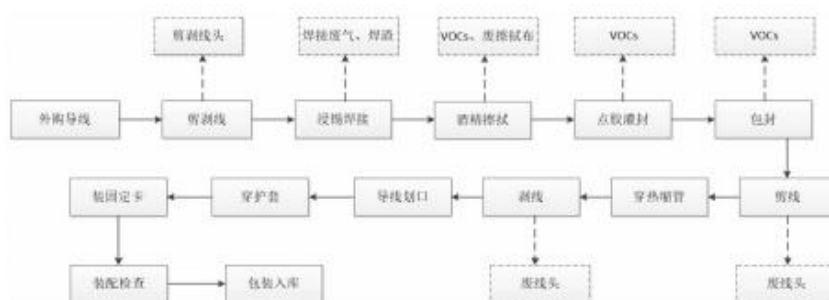 剪剥线头
焊接废气、焊渣
VOCs、废擦拭布
VOCs
VOCs
外购导线
剪剥线
浸锡焊接
酒精擦拭
点胶灌封
包封
装固定卡
穿护套
导线划口
剥线
穿热缩管
剪线
装配检查
包装入库
废线头
废线头